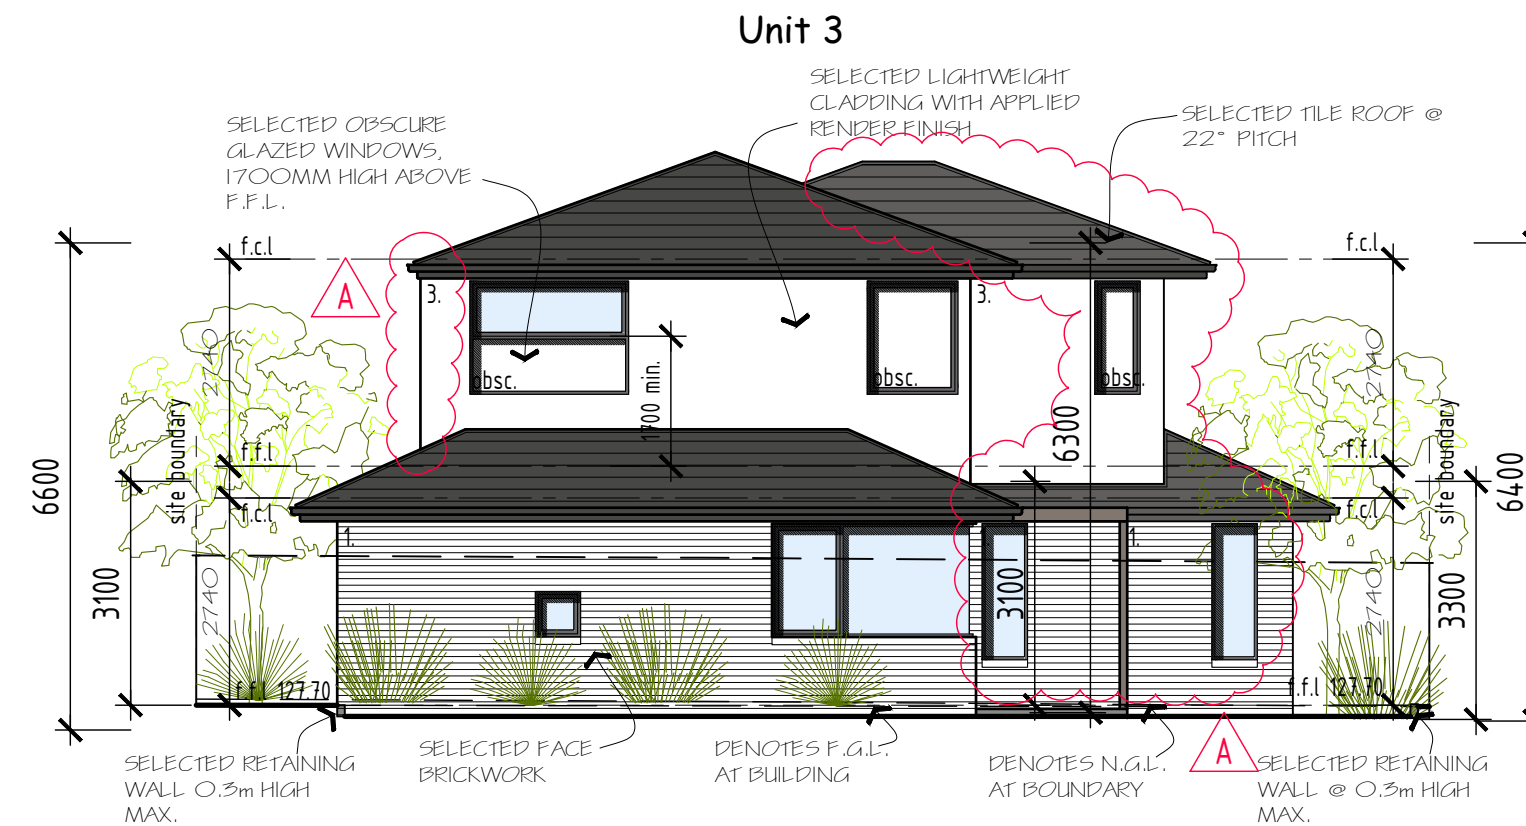 Unit 3
SELECTED LIGHTWEIGHT
CLADDING WITH APPLIED
RENDER FINISH
SELECTED TILE ROOF @
22° PITCH
SELECTED OBSCURE
GLAZED WINDOWS,
1700MM HIGH ABOVE
F.F.L.
f.c.l
f.c.l
A
3.
3.
obsc.
obsc.
obsc.
1700 min.
2740
2740
site boundary
site boundary
6600
6300
6400
f.f.l
f.f.l
f.c.l
f.c.l
1.
1.
3100
2740
3100
2740
3300
f.f.l 127.70
f.f.l 127.70
A
SELECTED RETAINING
WALL 0.3m HIGH
MAX.
SELECTED FACE
BRICKWORK
DENOTES F.G.L.
AT BUILDING
DENOTES N.G.L.
AT BOUNDARY
SELECTED RETAINING
WALL @ 0.3m HIGH
MAX.